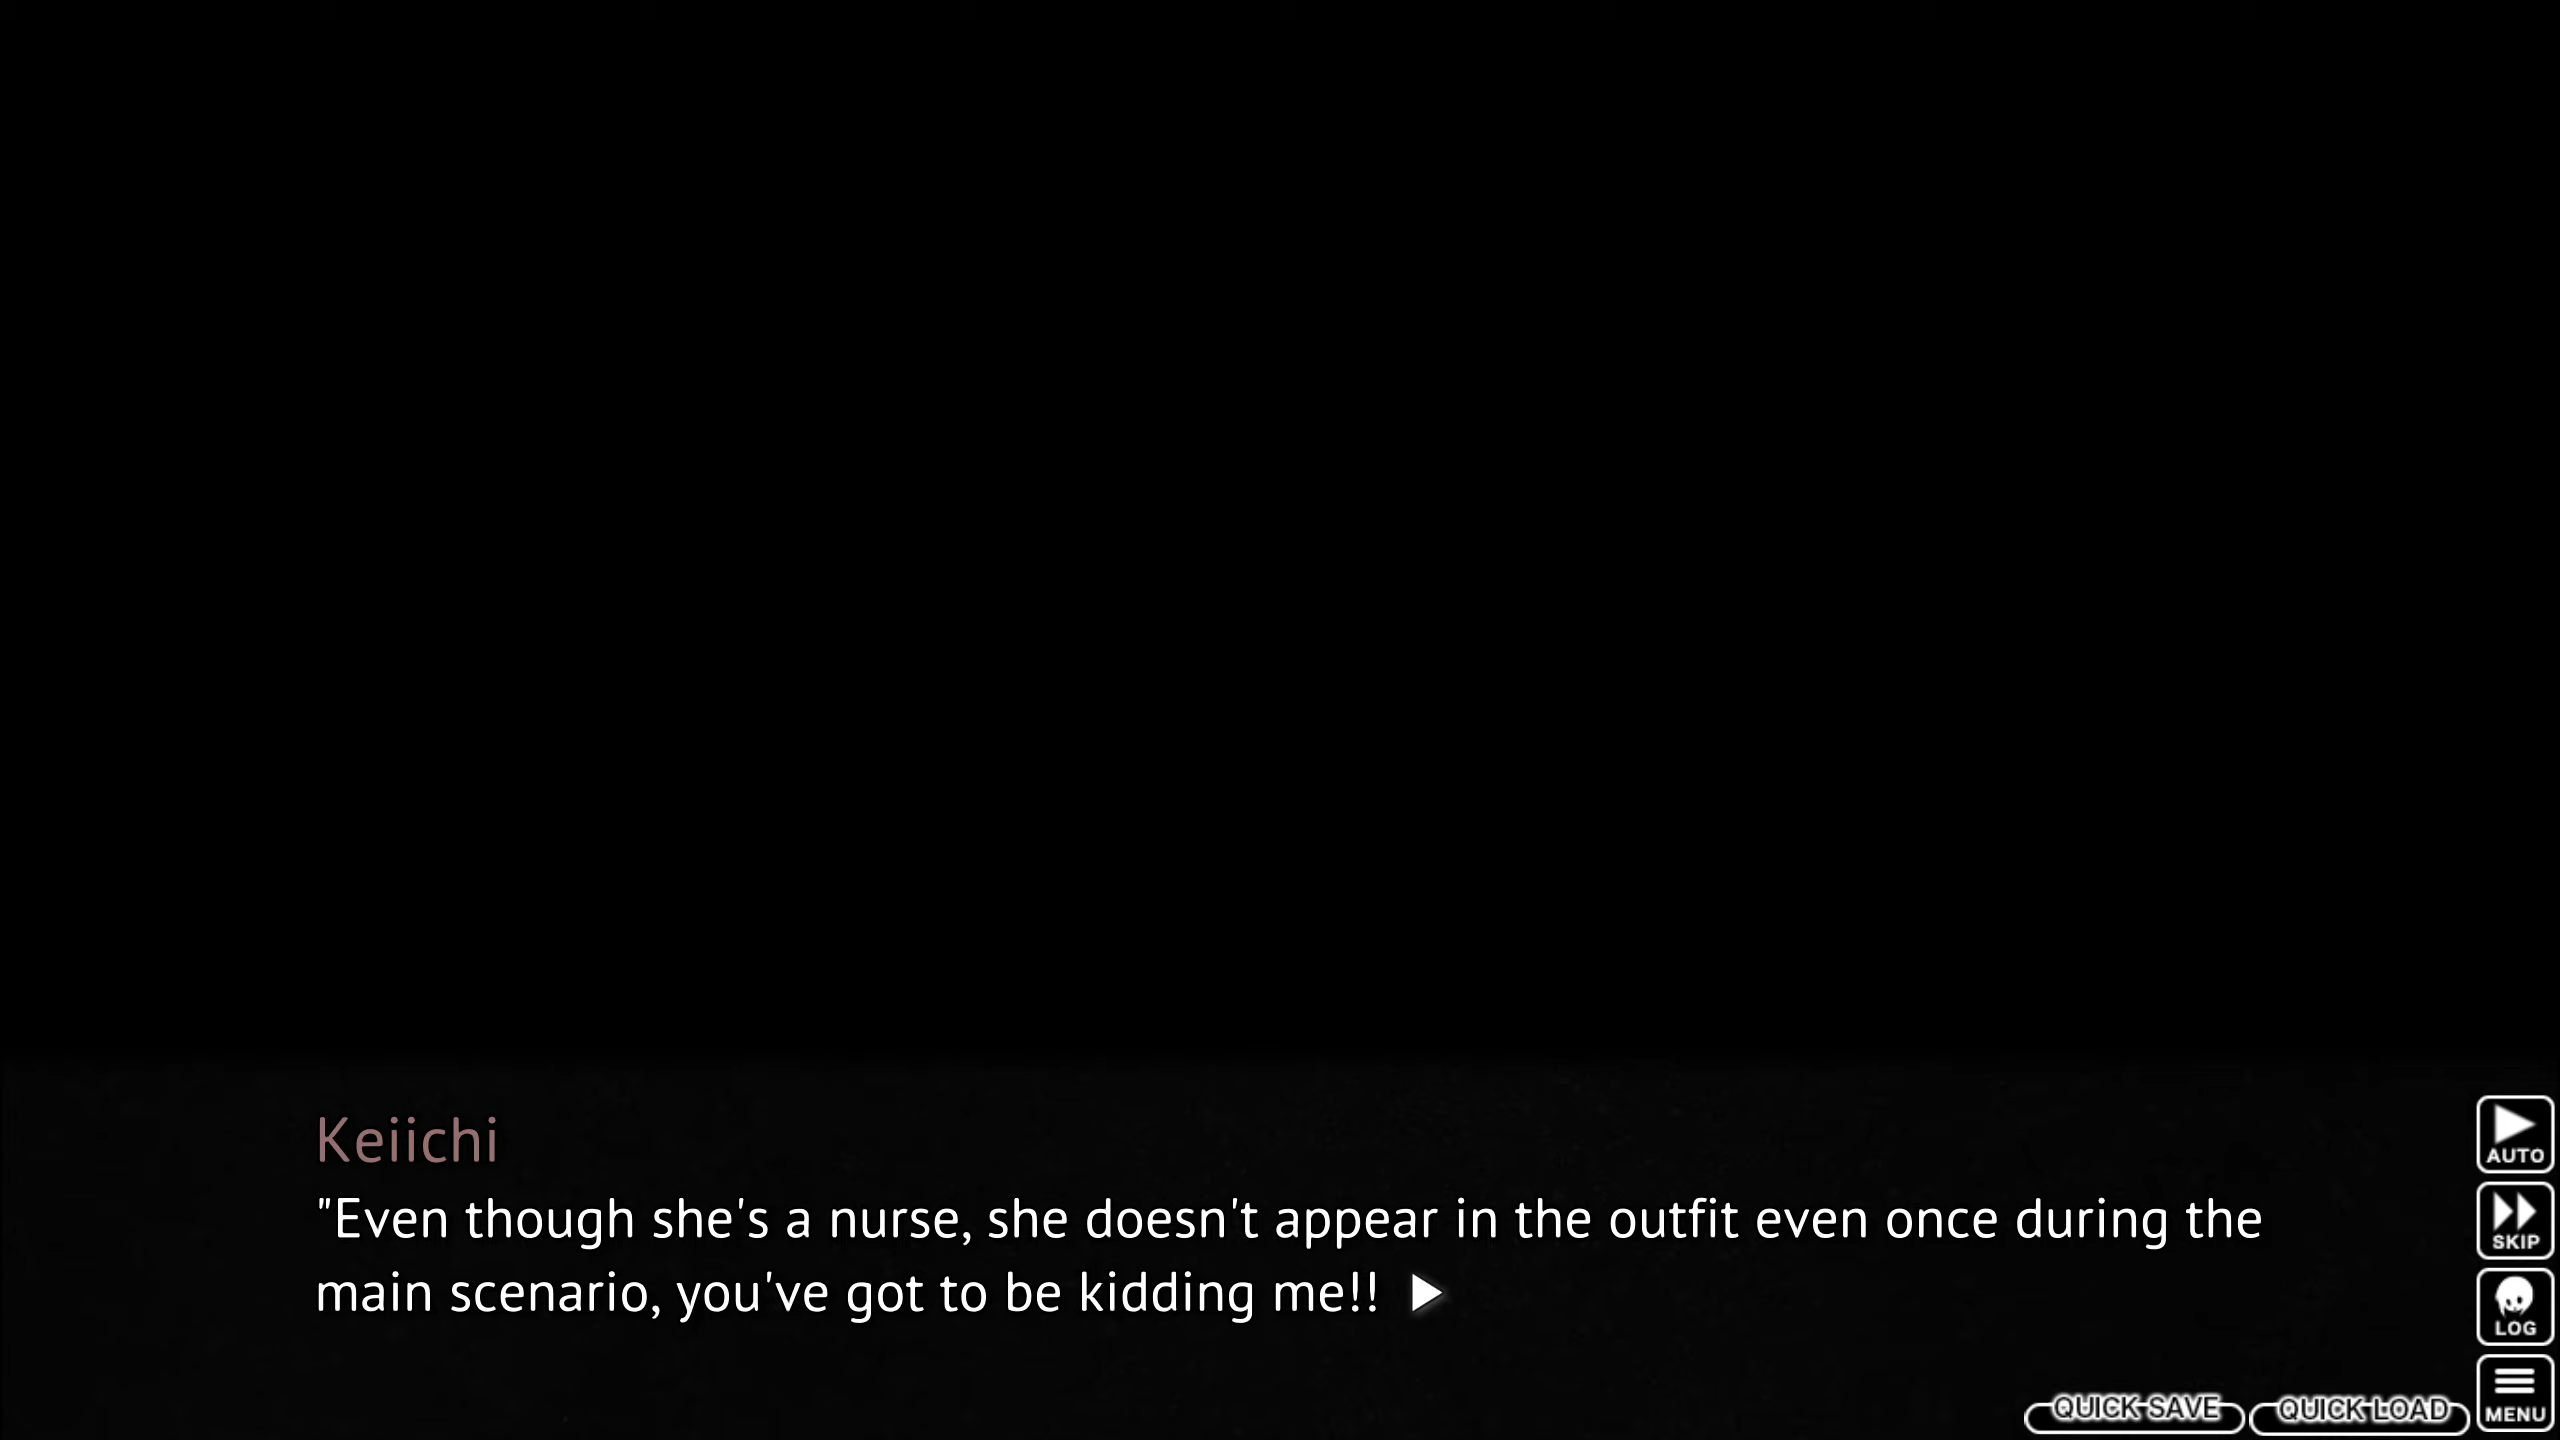 Keiichi
"Even though she's a nurse, she doesn't appear in the outfit even once during the
main scenario, you've got to be kidding me!!
AUTO
SKIP
LOG
MENU
QUICK SAVE
QUICK LOAD